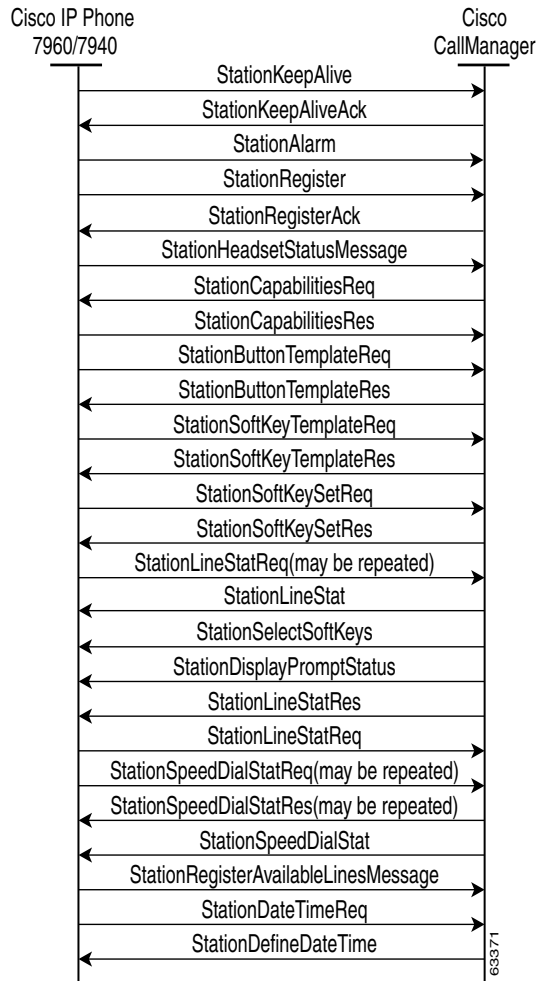 Cisco IP Phone
7960/7940
Cisco
CallManager
StationKeepAlive
StationKeepAliveAck
StationAlarm
StationRegister
StationRegisterAck
StationHeadsetStatusMessage
StationCapabilitiesReq
StationCapabilitiesRes
StationButtonTemplateReq
StationButtonTemplateRes
StationSoftKeyTemplateReq
StationSoftKeyTemplateRes
StationSoftKeySetReq
StationSoftKeySetRes
StationLineStatReq(may be repeated)
StationLineStat
StationSelectSoftKeys
StationDisplayPromptStatus
StationLineStatRes
StationLineStatReq
StationSpeedDialStatReq(may be repeated)
StationSpeedDialStatRes(may be repeated)
StationSpeedDialStat
StationRegisterAvailableLinesMessage
StationDateTimeReq
StationDefineDateTime
63371